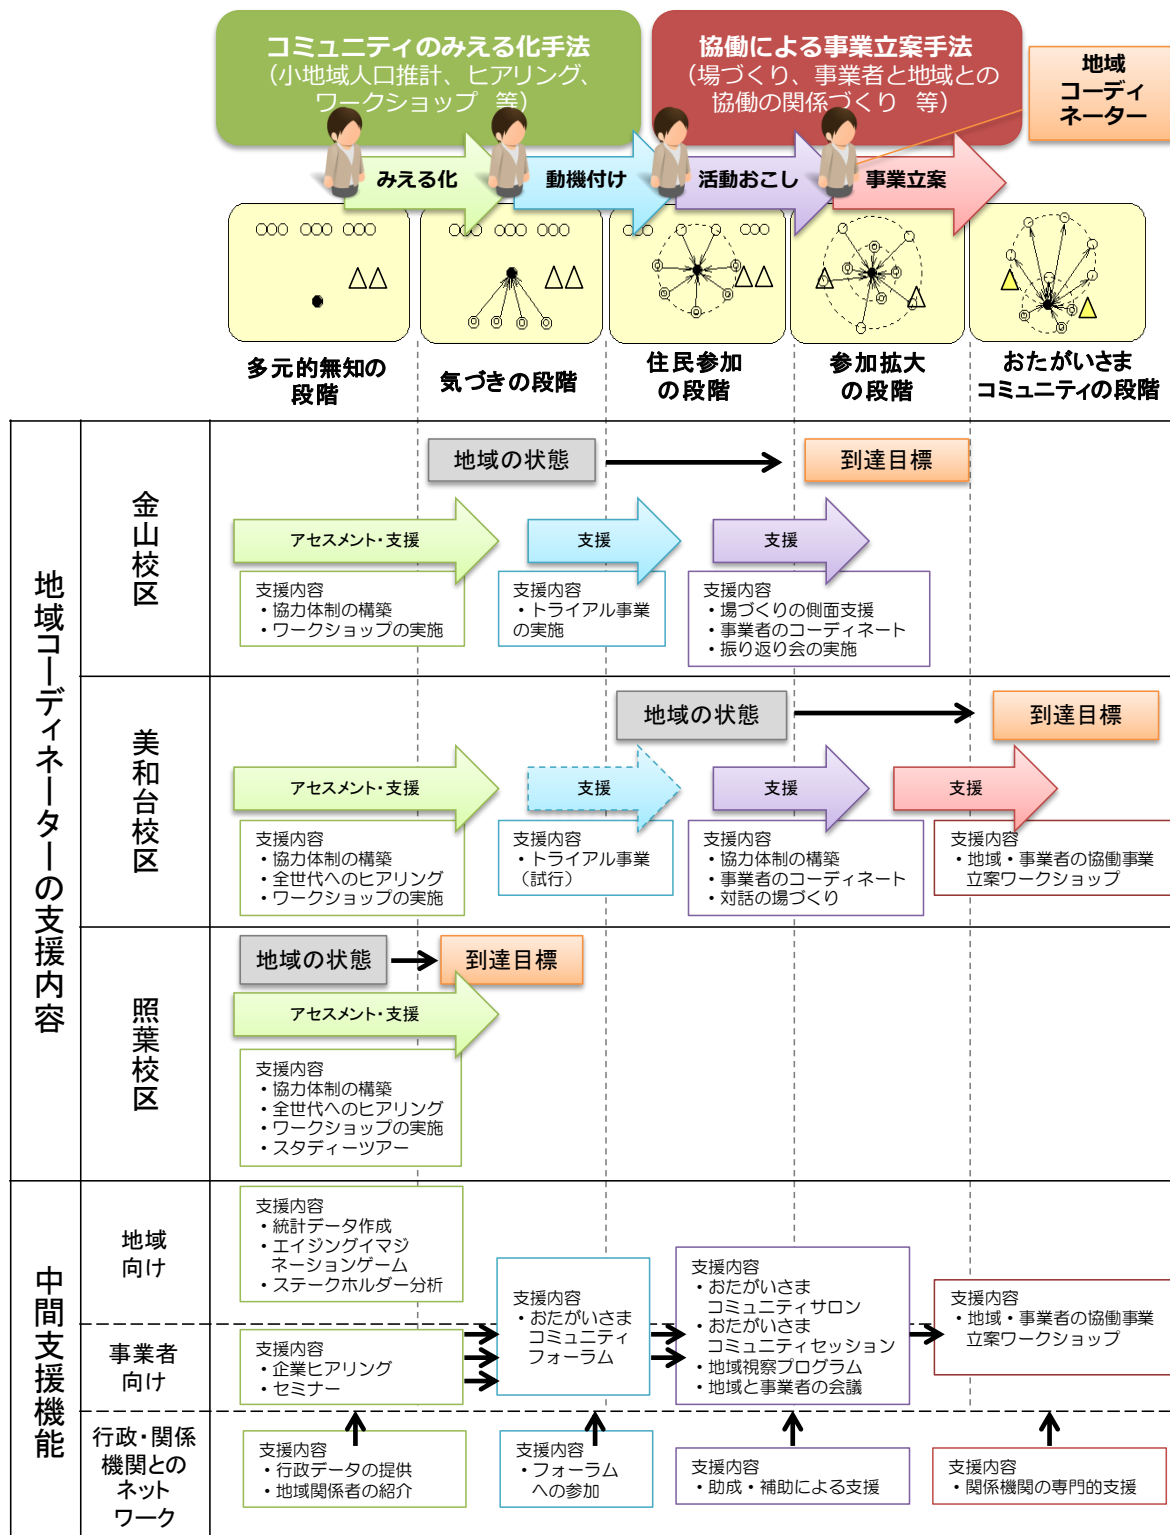 コミュニティのみえる化手法
（小地域人口推計、ヒアリング、
ワークショップ 等）
協働による事業立案手法
（場づくり、事業者と地域との
協働の関係づくり 等）
地域
コーディ
ネーター
みえる化
動機付け
活動おこし
事業立案
多元的無知の
段階
気づきの段階
住民参加
の段階
参加拡大
の段階
おたがいさま
コミュニティの段階
地域コーディネーターの支援内容
金山校区
地域の状態
到達目標
アセスメント・支援
支援
支援
支援内容
・協力体制の構築
・ワークショップの実施
支援内容
・トライアル事業
の実施
支援内容
・場づくりの側面支援
・事業者のコーディネート
・振り返り会の実施
美和台校区
地域の状態
到達目標
アセスメント・支援
支援
支援
支援
支援内容
・協力体制の構築
・全世代へのヒアリング
・ワークショップの実施
支援内容
・トライアル事業
（試行）
支援内容
・協力体制の構築
・事業者のコーディネート
・対話の場づくり
支援内容
・地域・事業者の協働事業
立案ワークショップ
照葉校区
地域の状態
到達目標
アセスメント・支援
支援内容
・協力体制の構築
・全世代へのヒアリング
・ワークショップの実施
・スタディーツアー
中間支援機能
地域
向け
支援内容
・統計データ作成
・エイジングイマジ
ネーションゲーム
・ステークホルダー分析
事業者
向け
支援内容
・企業ヒアリング
・セミナー
支援内容
・おたがいさま
コミュニティ
フォーラム
支援内容
・おたがいさま
コミュニティサロン
・おたがいさま
コミュニティセッション
・地域視察プログラム
・地域と事業者の会議
支援内容
・地域・事業者の協働事業
立案ワークショップ
行政・関係
機関との
ネット
ワーク
支援内容
・行政データの提供
・地域関係者の紹介
支援内容
・フォーラム
への参加
支援内容
・助成・補助による支援
支援内容
・関係機関の専門的支援